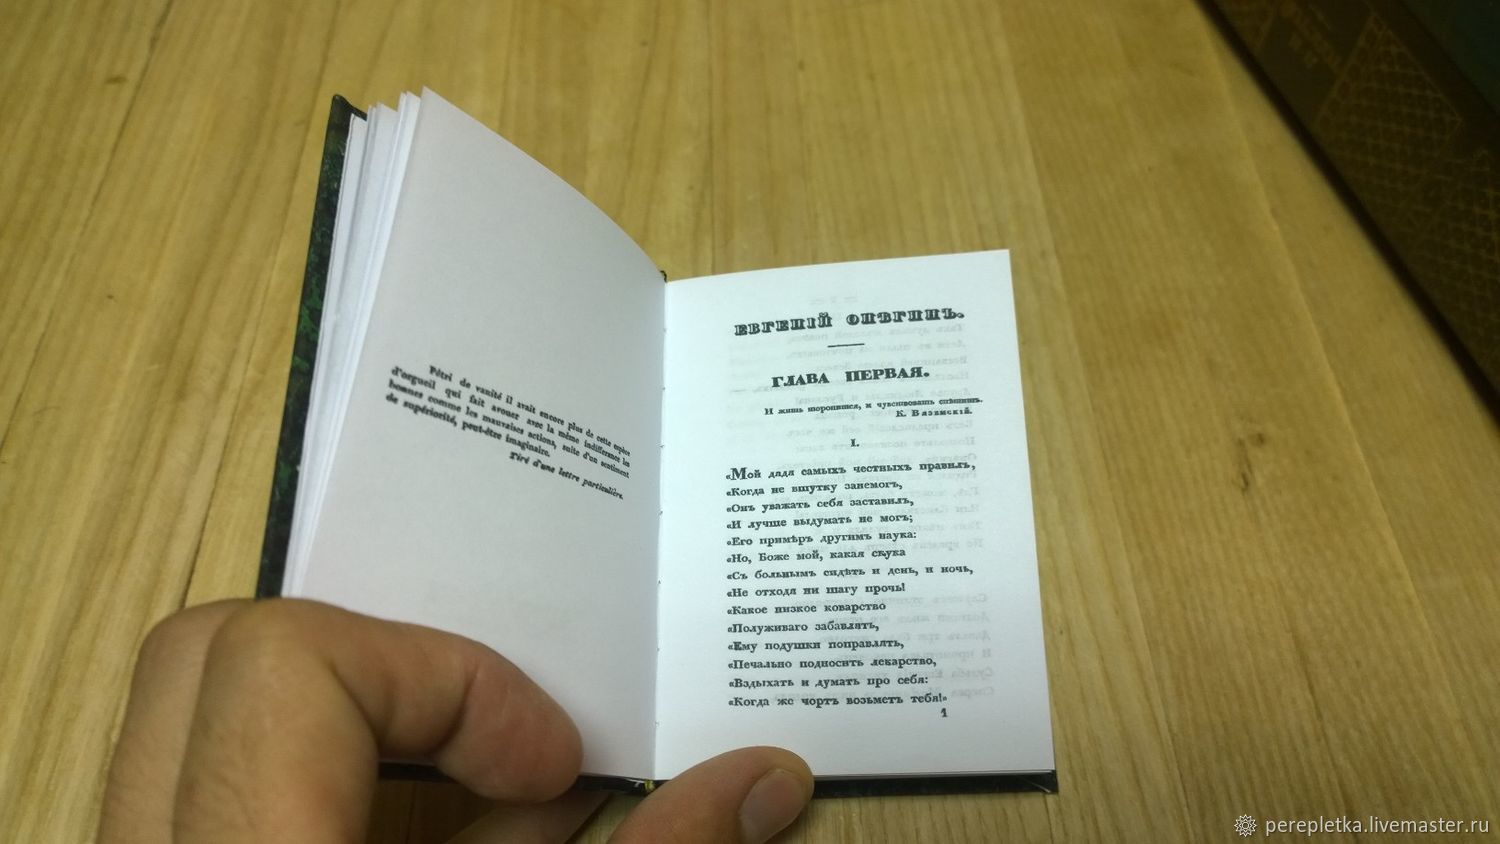 Pétri de vanité il avait encore plus de cette espèce
d'orgueil qui fait avouer avec la même indifférence les
bonnes comme les mauvaises actions, suite d'un sentiment
de supériorité, peut-être imaginaire.
Tiré d'une lettre particulière.
ЕВГЕНІЙ ОНѢГИНЪ.
ГЛАВА ПЕРВАЯ.
И жить торопится, и чувствовать спѣшитъ.
К. Вяземскій.
I.
«Мой дядя самыхъ честныхъ правилъ,
«Когда не вшутку занемогъ,
«Онъ уважать себя заставилъ,
«И лучше выдумать не могъ;
«Его примѣръ другимъ наука:
«Но, Боже мой, какая скука
«Съ больнымъ сидѣть и день, и ночь,
«Не отходя ни шагу прочь!
«Какое низкое коварство
«Полуживаго забавлять,
«Ему подушки поправлять,
«Печально подносить лекарство,
«Вздыхать и думать про себя:
«Когда же чортъ возьметъ тебя!»
1
perepletka.livemaster.ru